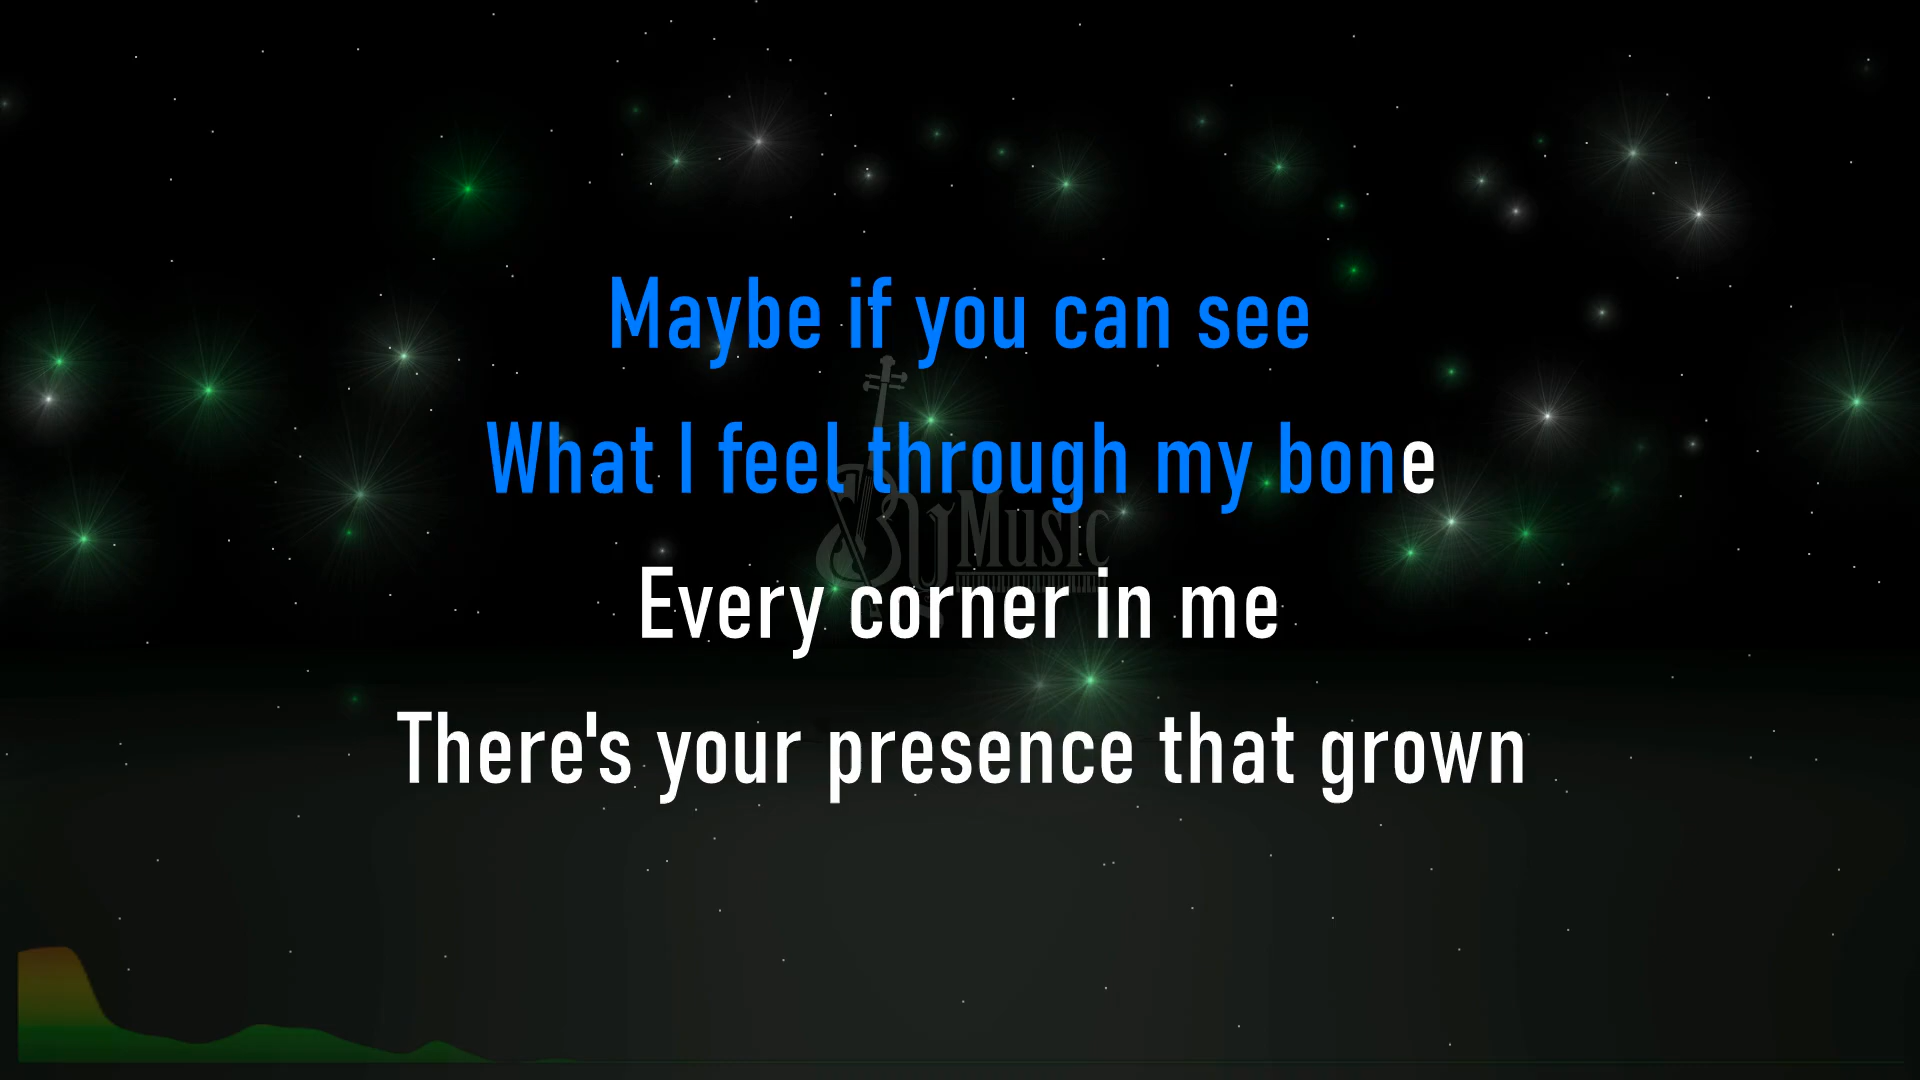 Maybe if you can see
What I feel through my bone
Every corner in me
There's your presence that grown
Music